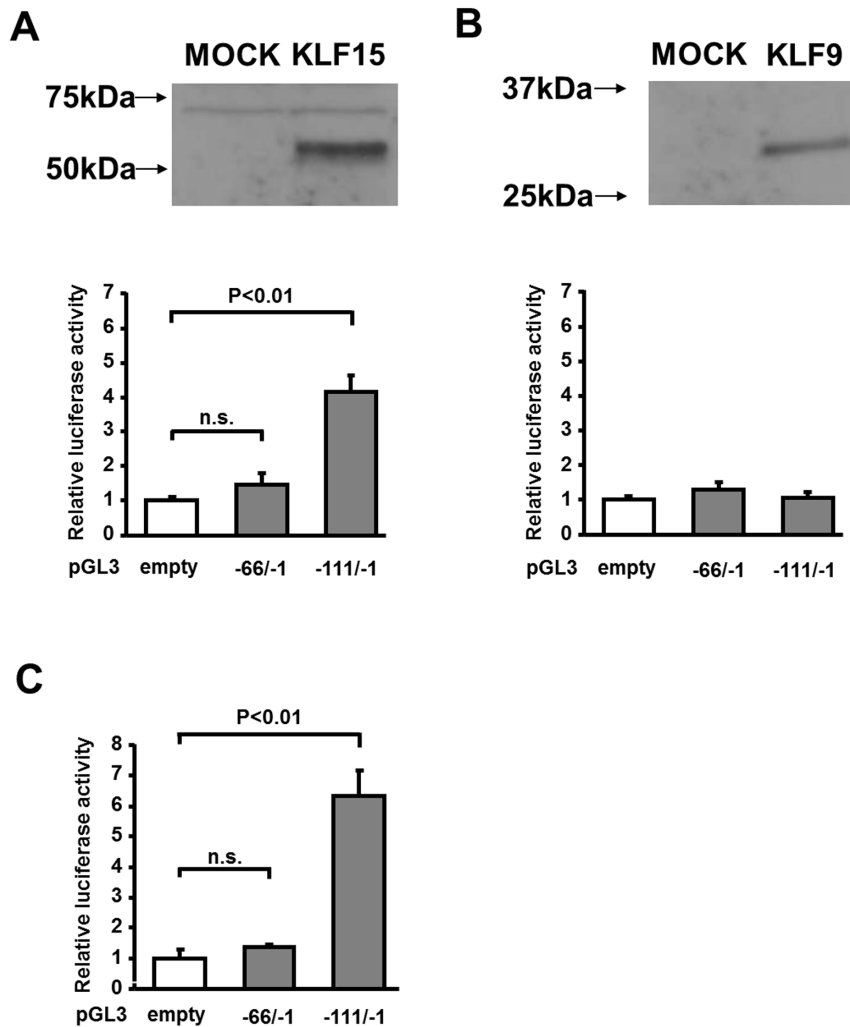 A
MOCK KLF15
75kDa
50kDa
Relative luciferase activity
7
6
5
4
3
2
1
0
P<0.01
n.s.
pGL3 empty -66/-1 -111/-1
B
MOCK KLF9
37kDa
25kDa
Relative luciferase activity
7
6
5
4
3
2
1
0
pGL3 empty -66/-1 -111/-1
C
Relative luciferase activity
8
7
6
5
4
3
2
1
0
P<0.01
n.s.
pGL3 empty -66/-1 -111/-1